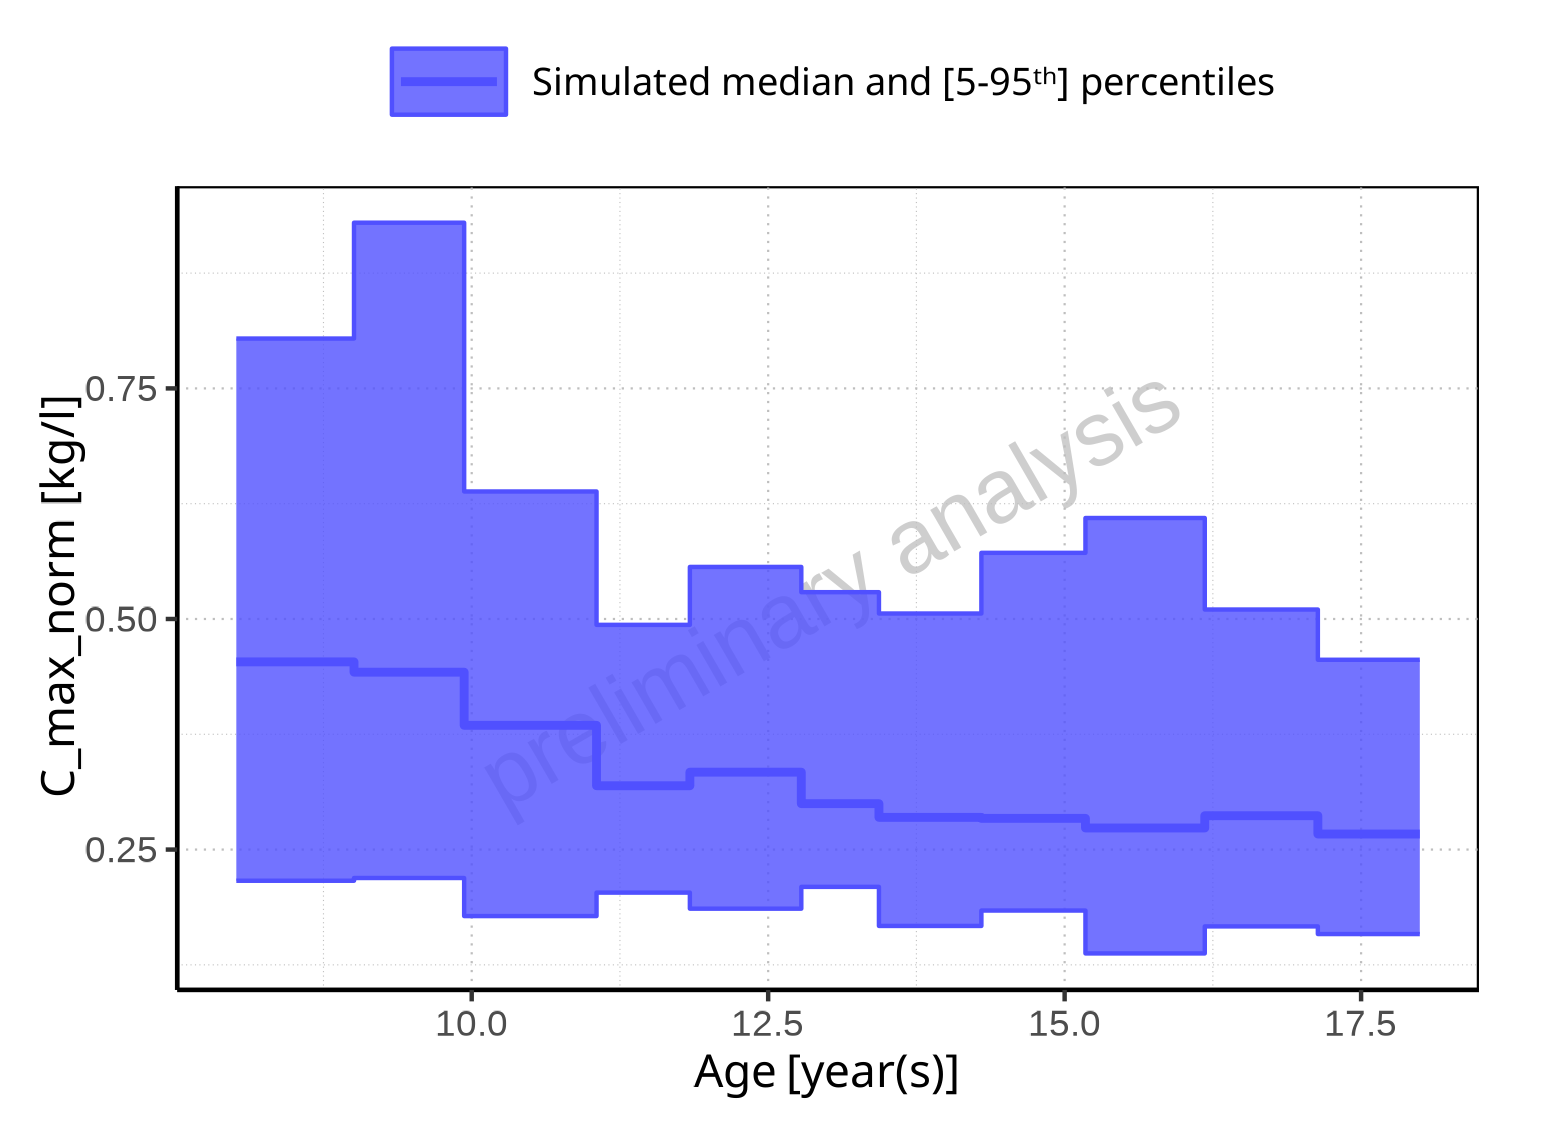 Simulated median and [5-95ᵗʰ] percentiles
C_max_norm [kg/l]
0.75
0.50
0.25
preliminary analysis
10.0 12.5 15.0 17.5
Age [year(s)]